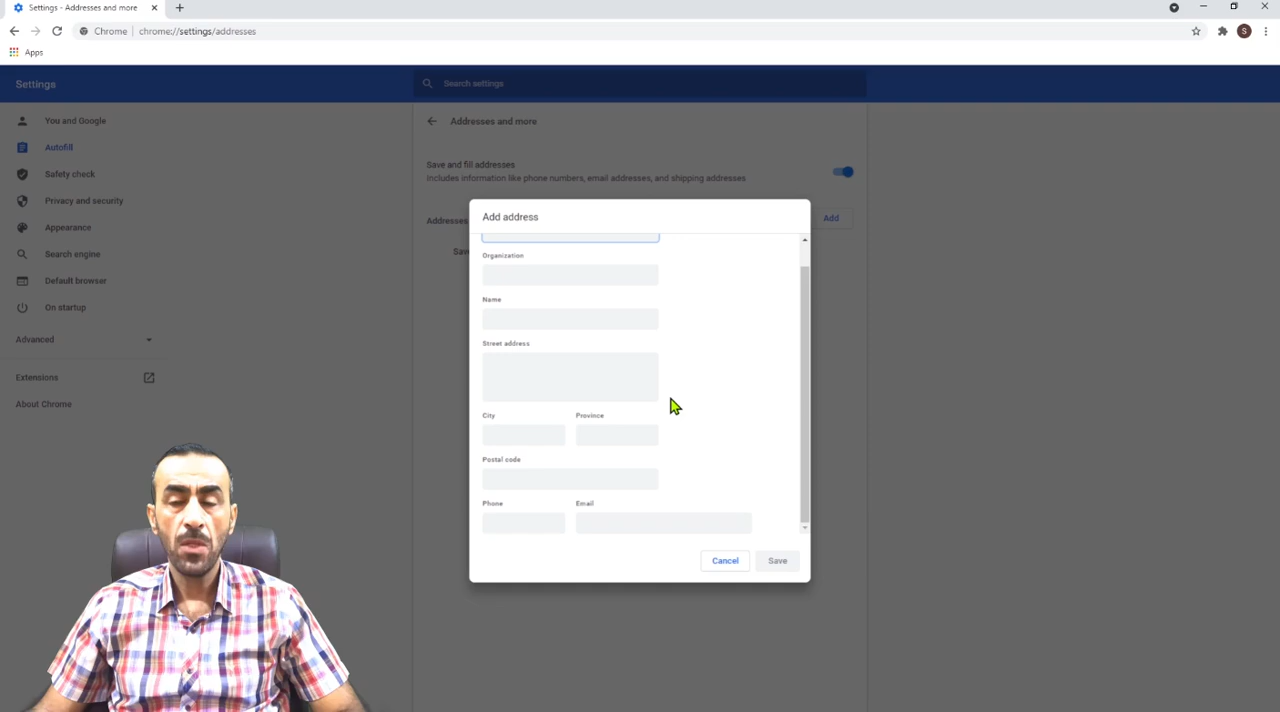 Settings - Addresses and more
Chrome
chrome://settings/addresses
S
Apps
Settings
Search settings
You and Google
Autofill
Safety check
Privacy and security
Appearance
Search engine
Default browser
On startup
Advanced
Extensions
About Chrome
Addresses and more
Save and fill addresses
Includes information like phone numbers, email addresses, and shipping addresses
Addresses
Add
Add address
Organization
Name
Street address
City
Province
Postal code
Phone
Email
Cancel
Save